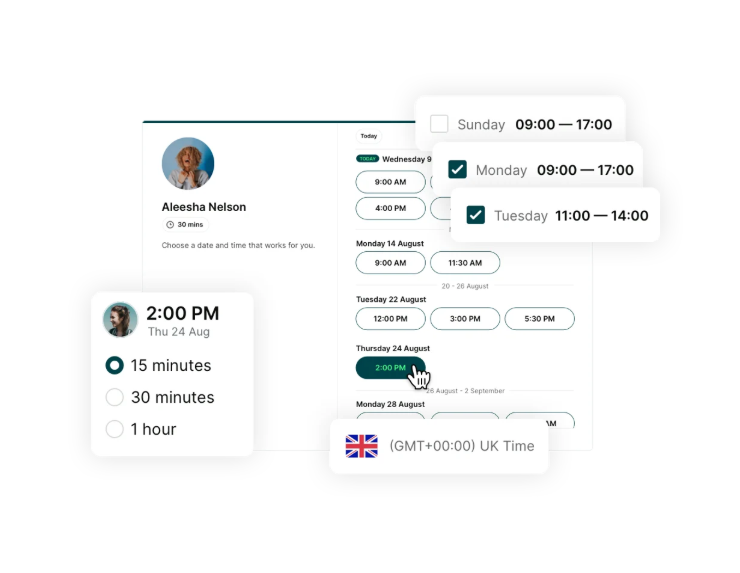 Sunday 09:00 — 17:00
Monday 09:00 — 17:00
Tuesday 11:00 — 14:00
Aleesha Nelson
30 mins
Choose a date and time that works for you.
Today
TODAY Wednesday 9
9:00 AM
4:00 PM
Monday 14 August
9:00 AM 11:30 AM
20 - 26 August
Tuesday 22 August
12:00 PM 3:00 PM 5:30 PM
Thursday 24 August
2:00 PM
26 August - 2 September
Monday 28 August
AM
2:00 PM
Thu 24 Aug
15 minutes
30 minutes
1 hour
(GMT+00:00) UK Time